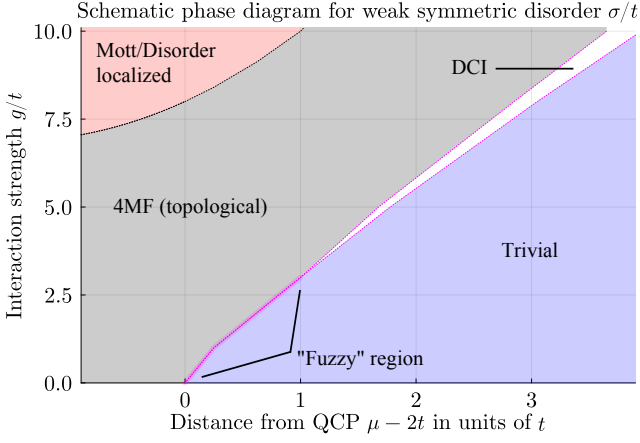 Schematic phase diagram for weak symmetric disorder σ/t
10.0
Mott/Disorder
localized
DCI
7.5
Interaction strength g/t
5.0
4MF (topological)
Trivial
2.5
"Fuzzy" region
0.0
0 1 2 3
Distance from QCP μ − 2t in units of t